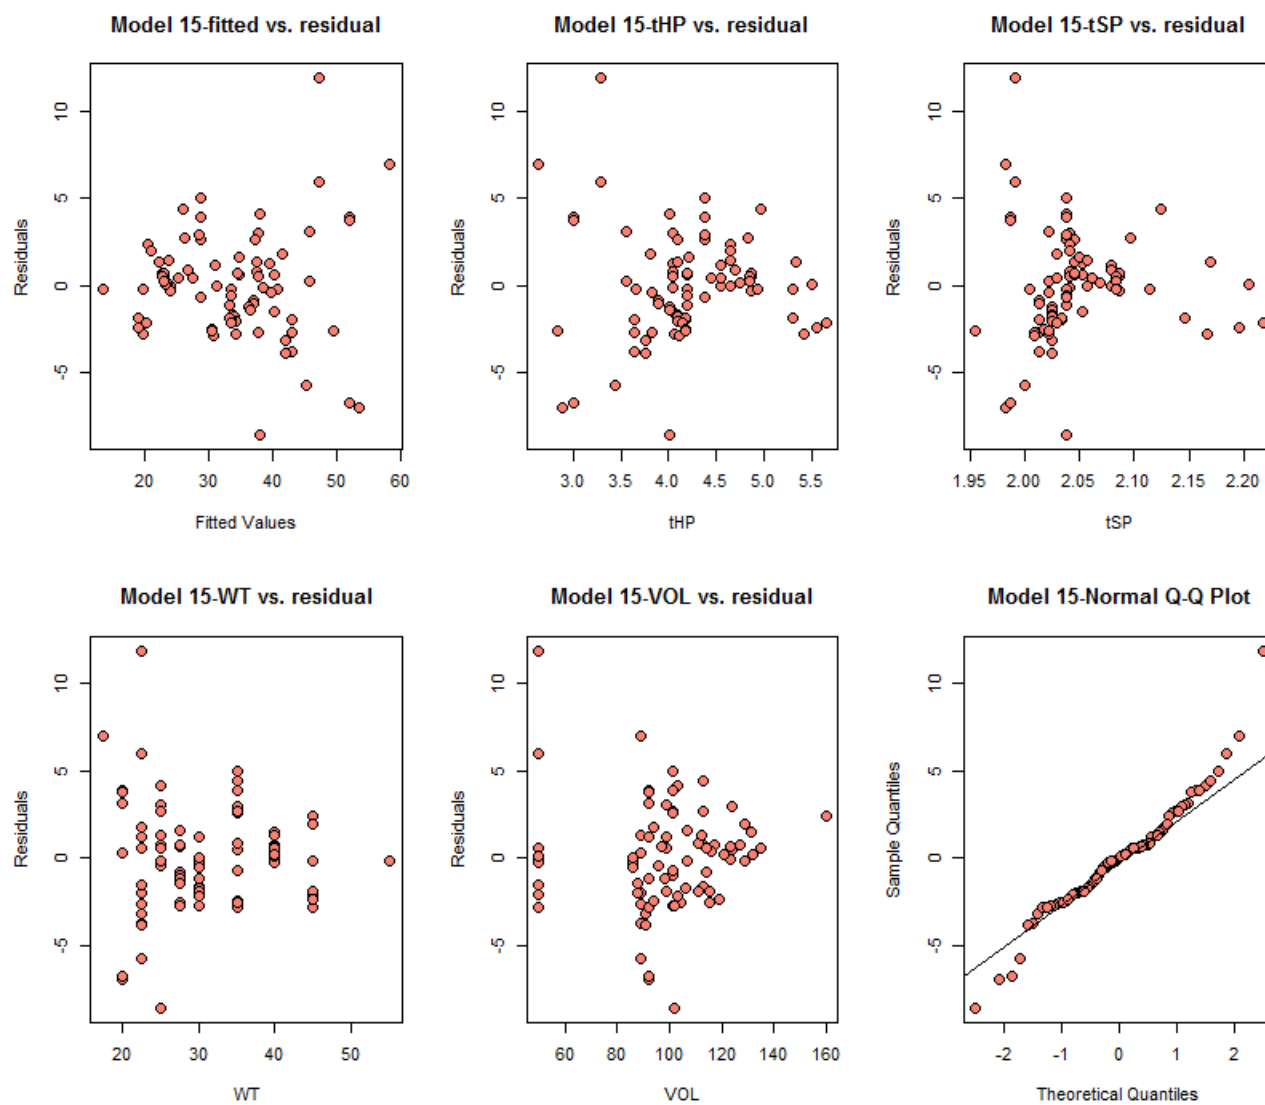 Model 15-fitted vs. residual
Residuals
-5 0 5 10
20 30 40 50 60
Fitted Values
Model 15-tHP vs. residual
Residuals
-5 0 5 10
3.0 3.5 4.0 4.5 5.0 5.5
tHP
Model 15-tSP vs. residual
Residuals
-5 0 5 10
1.95 2.00 2.05 2.10 2.15 2.20
tSP
Model 15-WT vs. residual
Residuals
-5 0 5 10
20 30 40 50
WT
Model 15-VOL vs. residual
Residuals
-5 0 5 10
60 80 100 120 140 160
VOL
Model 15-Normal Q-Q Plot
Sample Quantiles
-5 0 5 10
-2 -1 0 1 2
Theoretical Quantiles